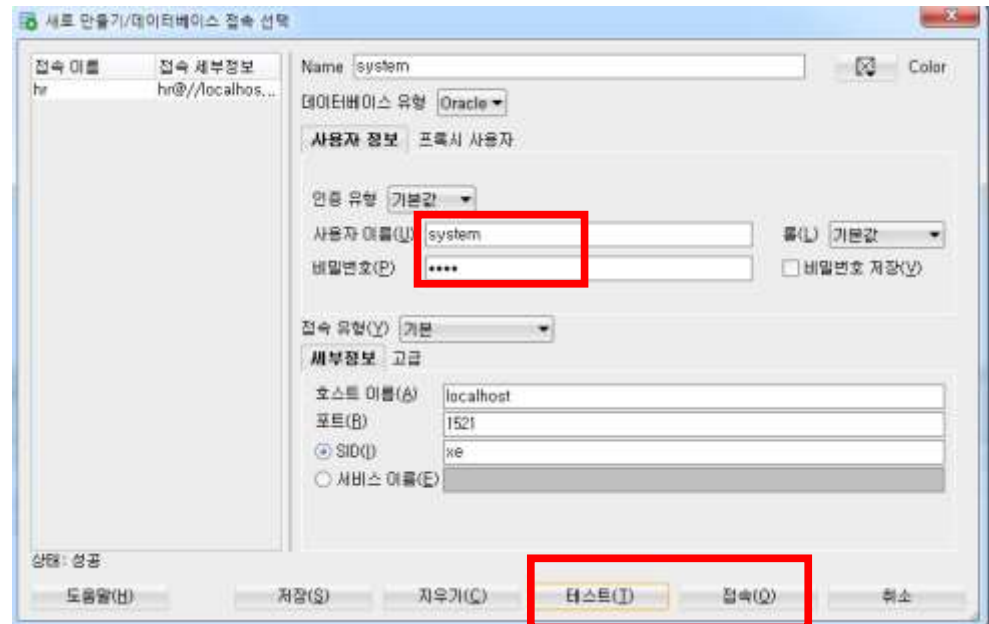 새로 만들기/데이터베이스 접속 선택
접속 이름 접속 세부정보
hr hr@//localhos...
Name system Color
데이터베이스 유형 Oracle
사용자 정보 프록시 사용자
인증 유형 기본값
사용자 이름(U) system 롤(L) 기본값
비밀번호(P) •••• 비밀번호 저장(V)
접속 유형(Y) 기본
세부정보 고급
호스트 이름(A) localhost
포트(R) 1521
SID(I) xe
서비스 이름(E)
상태: 성공
도움말(H) 저장(S) 지우기(C) 테스트(T) 접속(O) 취소